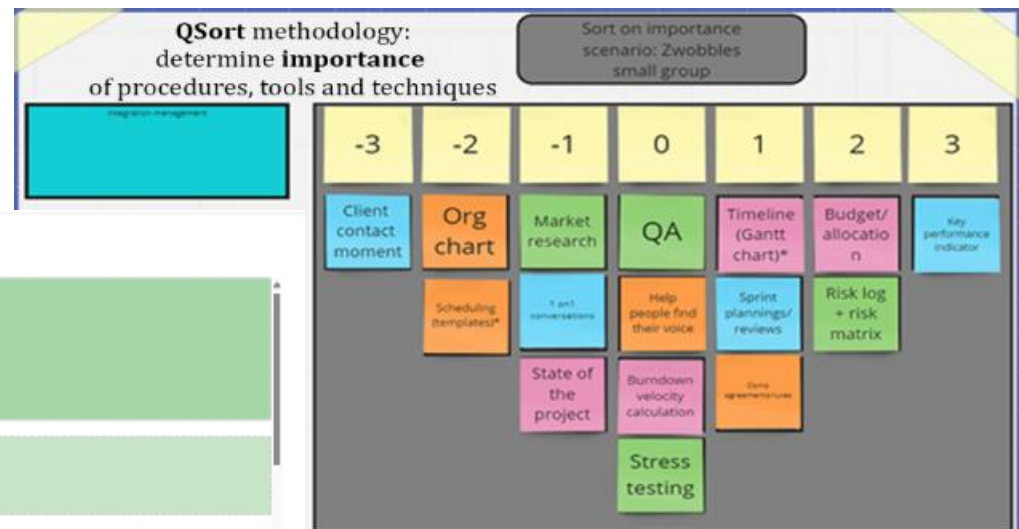 QSort methodology:
determine importance
of procedures, tools and techniques
Sort on importance
scenario: Zwobbles
small group
Integration management
-3
-2
-1
0
1
2
3
Client
contact
moment
Org
chart
Market
research
QA
Timeline
(Gantt
chart)*
Budget/
allocatio
n
Key
performance
indicator
Scheduling
(templates)*
1 on1
conversations
Help
people find
their voice
Sprint
plannings/
reviews
Risk log
+ risk
matrix
State of
the
project
Burndown
velocity
calculation
agreements/rules
Stress
testing